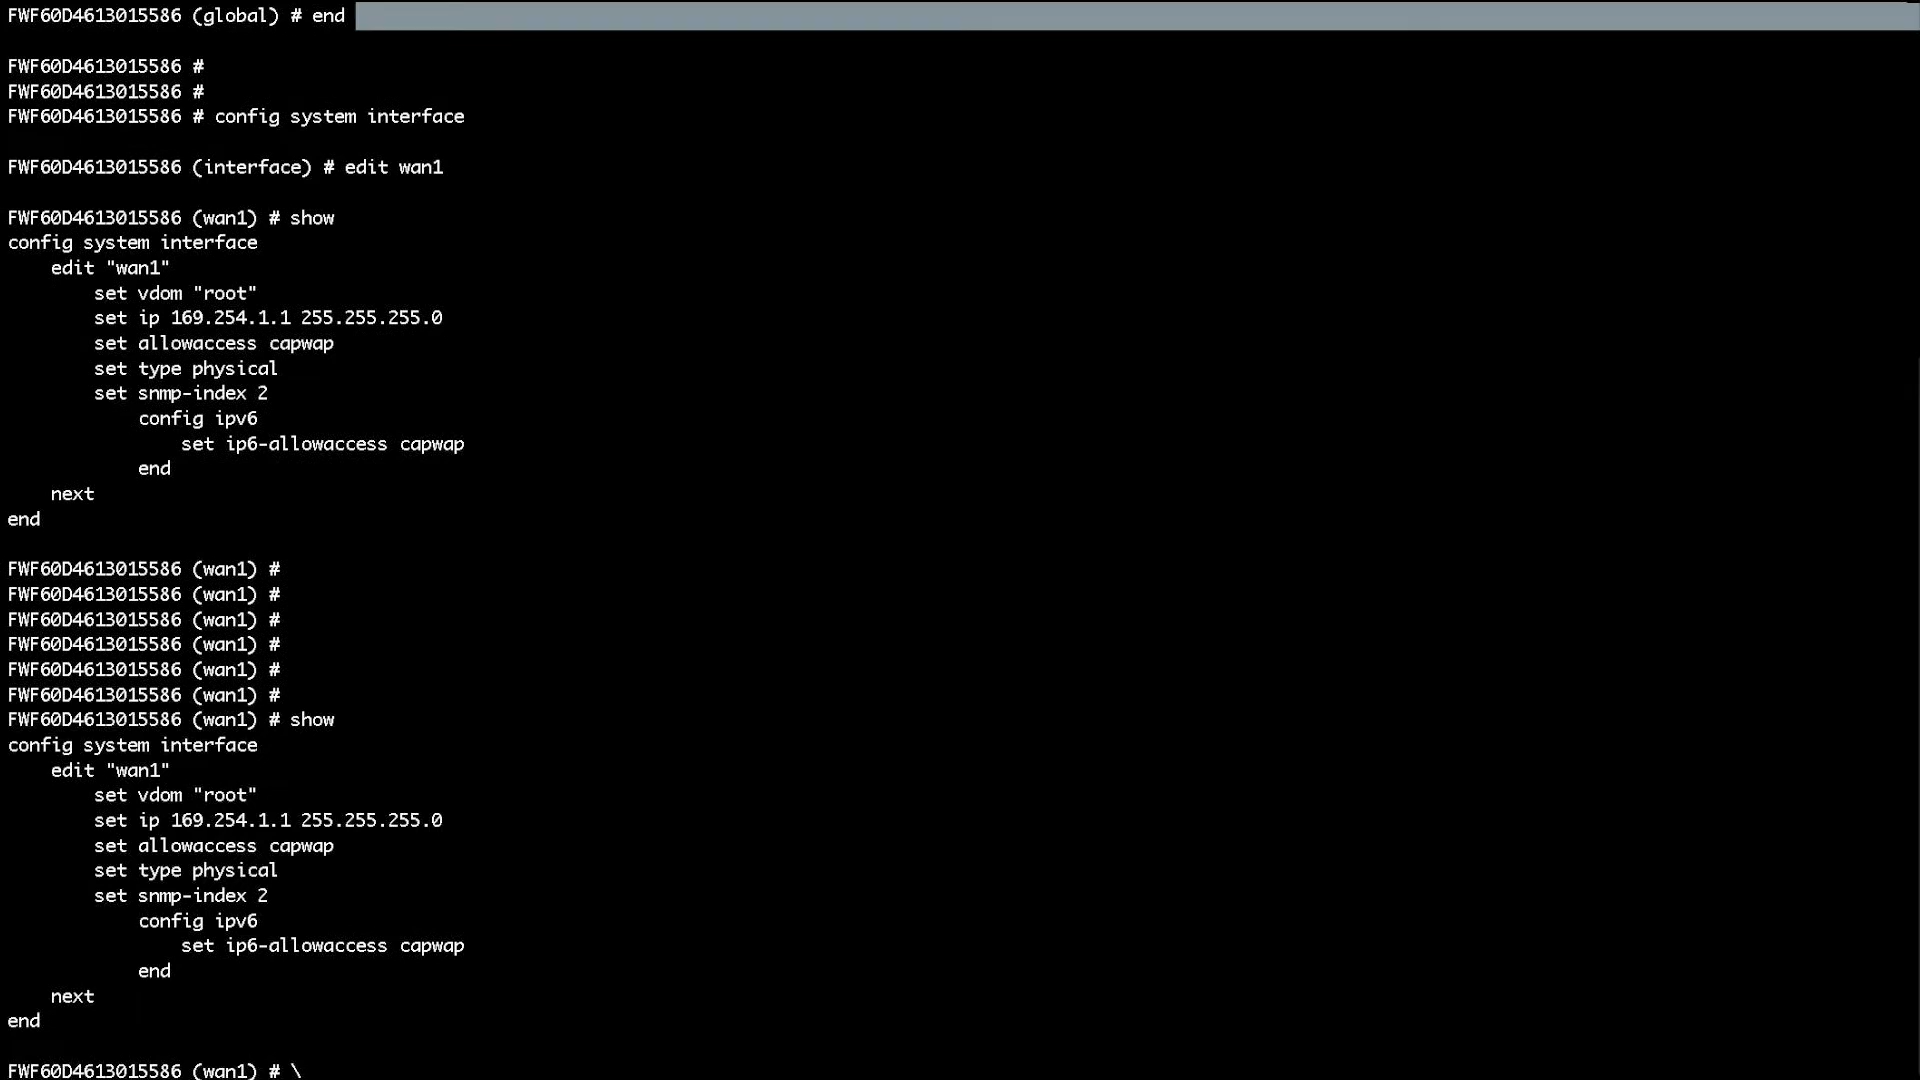 FWF60D4613015586 (global) # end
FWF60D4613015586 #
FWF60D4613015586 #
FWF60D4613015586 # config system interface
FWF60D4613015586 (interface) # edit wan1
FWF60D4613015586 (wan1) # show
config system interface
    edit "wan1"
        set vdom "root"
        set ip 169.254.1.1 255.255.255.0
        set allowaccess capwap
        set type physical
        set snmp-index 2
            config ipv6
                set ip6-allowaccess capwap
            end
    next
end
FWF60D4613015586 (wan1) #
FWF60D4613015586 (wan1) #
FWF60D4613015586 (wan1) #
FWF60D4613015586 (wan1) #
FWF60D4613015586 (wan1) #
FWF60D4613015586 (wan1) #
FWF60D4613015586 (wan1) # show
config system interface
    edit "wan1"
        set vdom "root"
        set ip 169.254.1.1 255.255.255.0
        set allowaccess capwap
        set type physical
        set snmp-index 2
            config ipv6
                set ip6-allowaccess capwap
            end
    next
end
FWF60D4613015586 (wan1) # \